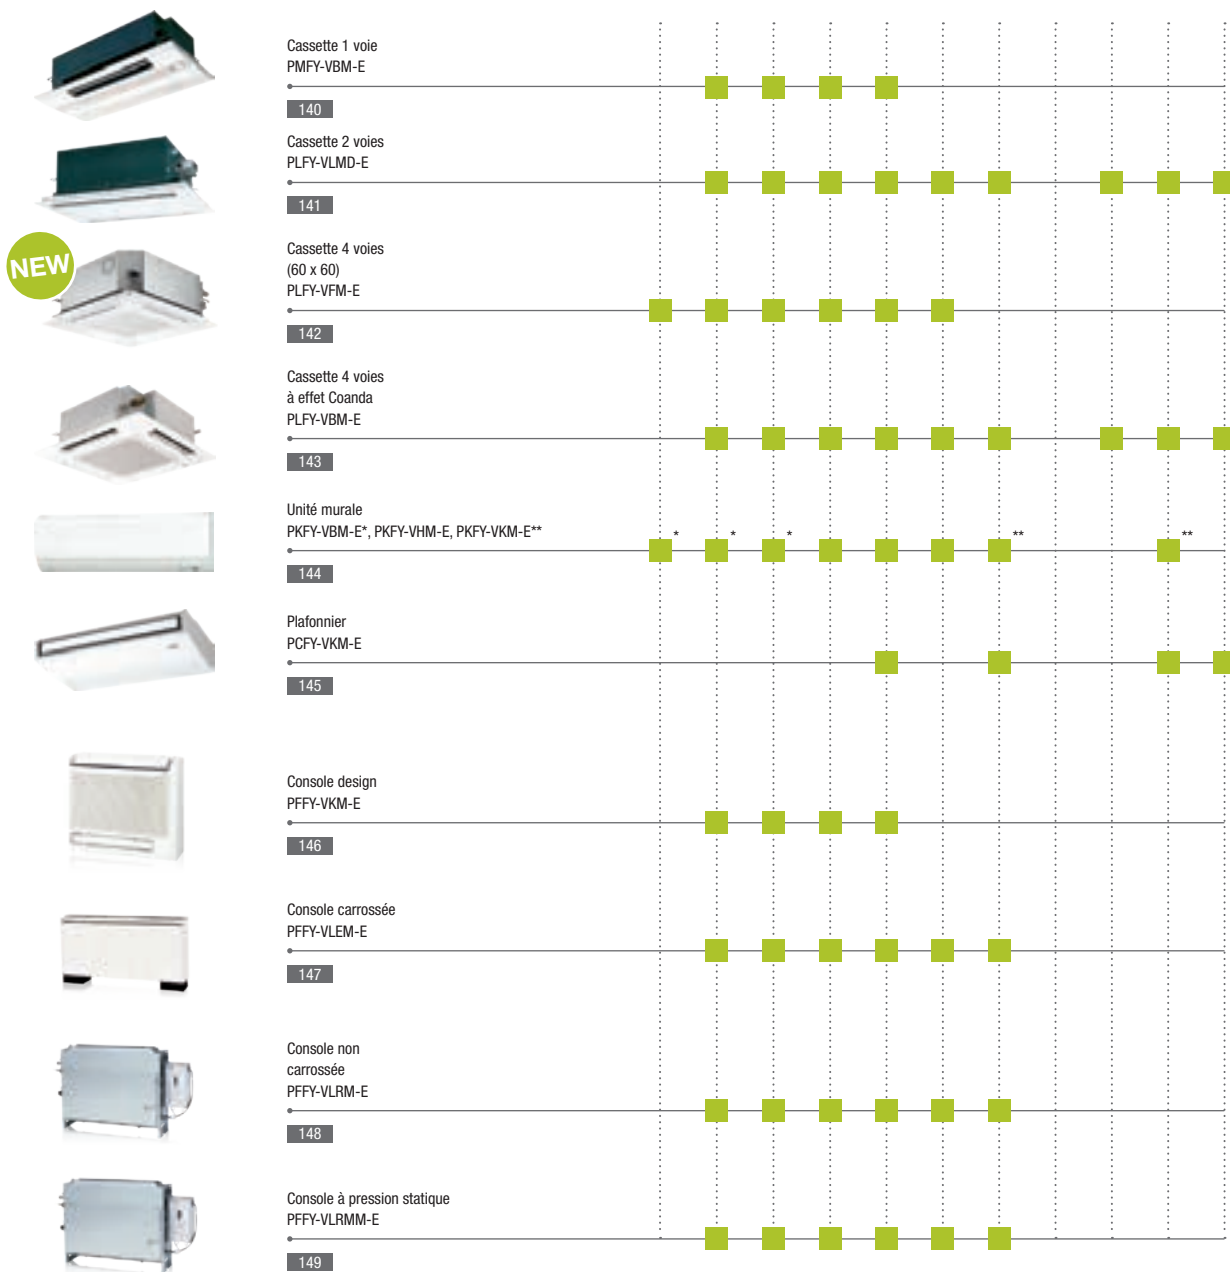 Cassette 1 voie
PMFY-VBM-E
140
Cassette 2 voies
PLFY-VLMD-E
141
NEW
Cassette 4 voies
(60 x 60)
PLFY-VFM-E
142
Cassette 4 voies
à effet Coanda
PLFY-VBM-E
143
Unité murale
PKFY-VBM-E*, PKFY-VHM-E, PKFY-VKM-E**
* * * ** **
144
Plafonnier
PCFY-VKM-E
145
Console design
PFFY-VKM-E
146
Console carrossée
PFFY-VLEM-E
147
Console non
carrossée
PFFY-VLRM-E
148
Console à pression statique
PFFY-VLRMM-E
149